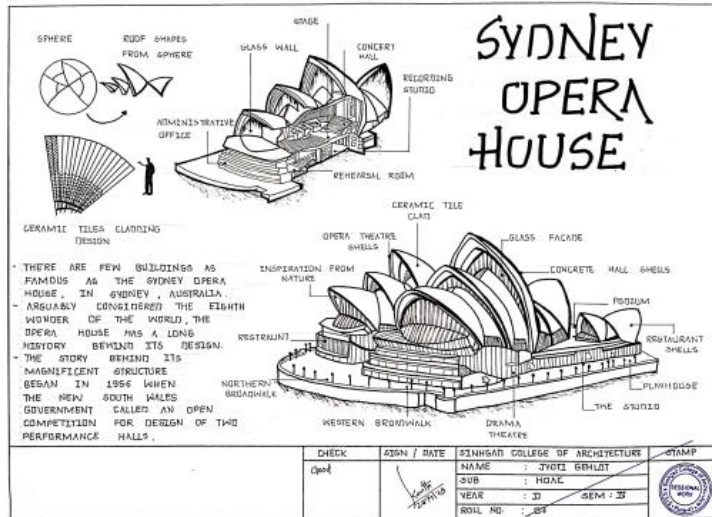 SYDNEY
OPERA
HOUSE
SPHERE
ROOF SHAPES
FROM SPHERE
STAGE
GLASS WALL
CONCERT
HALL
RECORDING
STUDIO
ADMINISTRATIVE
OFFICE
REHEARSAL ROOM
CERAMIC TILES CLADDING
DESIGN
CERAMIC TILE
CLAD
OPERA THEATRE
SHELLS
GLASS FACADE
INSPIRATION FROM
NATURE
CONCRETE HALL SHELLS
PODIUM
RESTRAUNT
RESTAURANT
SHELLS
PLAYHOUSE
NORTHERN
BROADWALK
THE STUDIO
WESTERN BROADWALK
DRAMA
THEATRE
- THERE ARE FEW BUILDINGS AS
FAMOUS AS THE SYDNEY OPERA
HOUSE, IN SYDNEY, AUSTRALIA.
- ARGUABLY CONSIDERED THE EIGHTH
WONDER OF THE WORLD, THE
OPERA HOUSE HAS A LONG
HISTORY BEHIND ITS DESIGN.
- THE STORY BEHIND ITS
MAGNIFICENT STRUCTURE
BEGAN IN 1956 WHEN
THE NEW SOUTH WALES
GOVERNMENT CALLED AN OPEN
COMPETITION FOR DESIGN OF TWO
PERFORMANCE HALLS.
CHECK
SIGN / DATE
SINHGAD COLLEGE OF ARCHITECTURE
STAMP
Good
NAME : JYOTI GEHLOT
SUB : HOAC
YEAR : II SEM : IV
ROLL NO. :
SESSIONAL
WORK